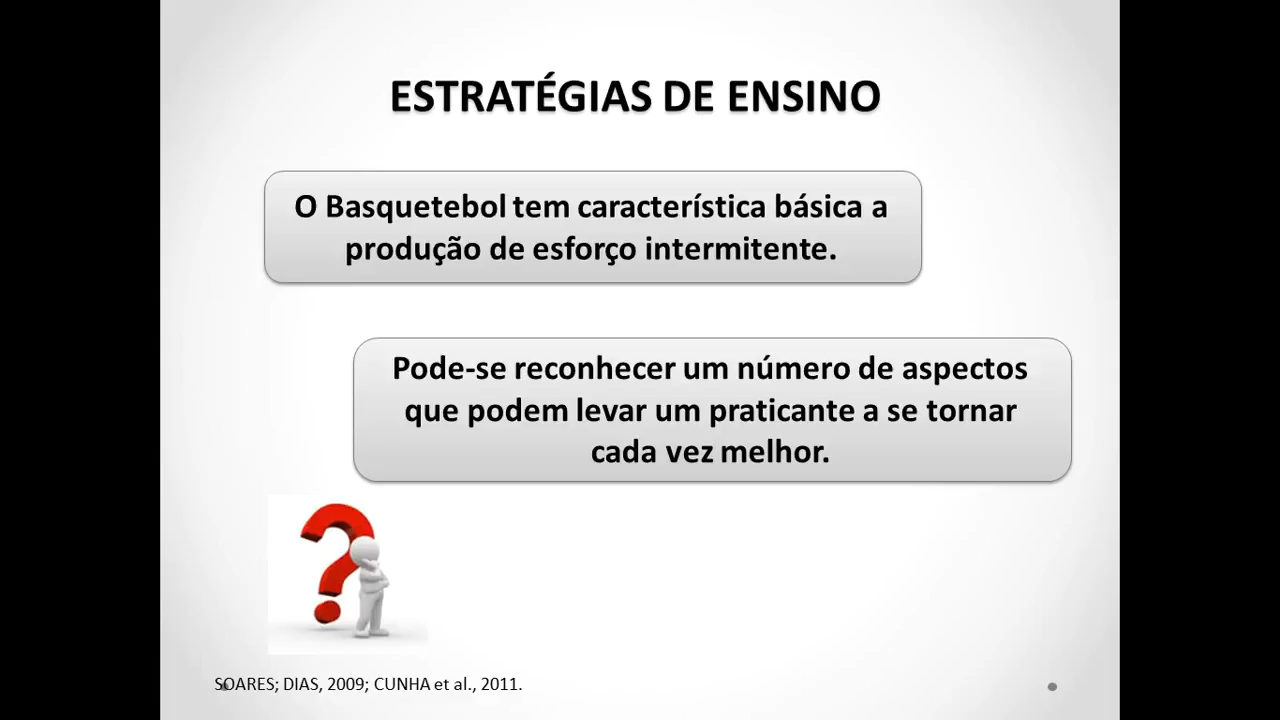 ESTRATÉGIAS DE ENSINO
O Basquetebol tem característica básica a
produção de esforço intermitente.
Pode-se reconhecer um número de aspectos
que podem levar um praticante a se tornar
cada vez melhor.
?
SOARES; DIAS, 2009; CUNHA et al., 2011.